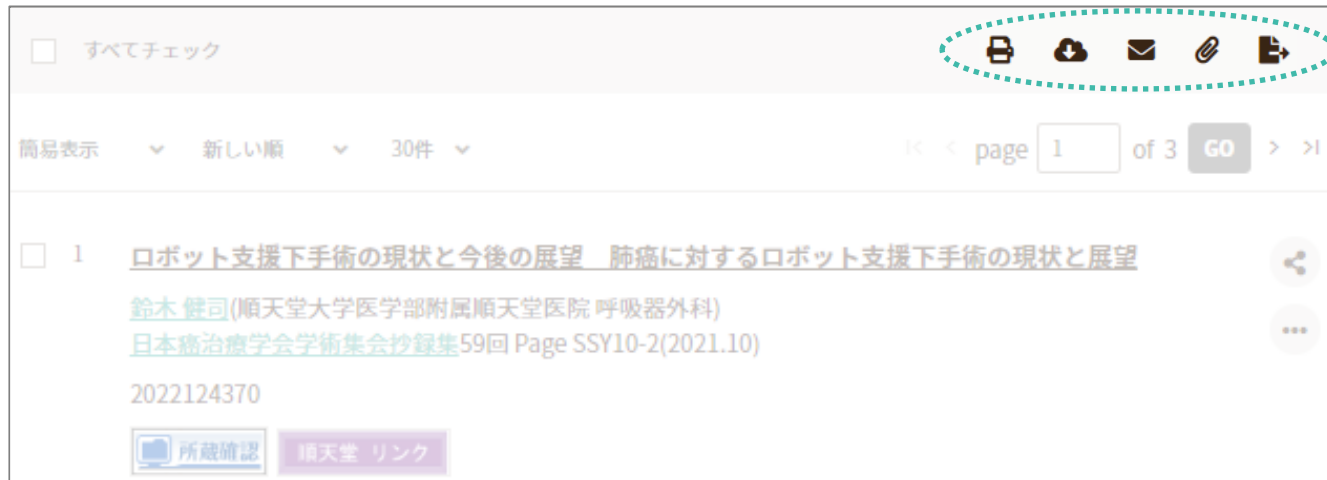 すべてチェック
簡易表示 新しい順 30件 page 1 of 3 GO
1 ロボット支援下手術の現状と今後の展望　肺癌に対するロボット支援下手術の現状と展望
鈴木 健司(順天堂大学医学部附属順天堂医院 呼吸器外科)
日本癌治療学会学術集会抄録集59回 Page SSY10-2(2021.10)
2022124370
所蔵確認 順天堂 リンク